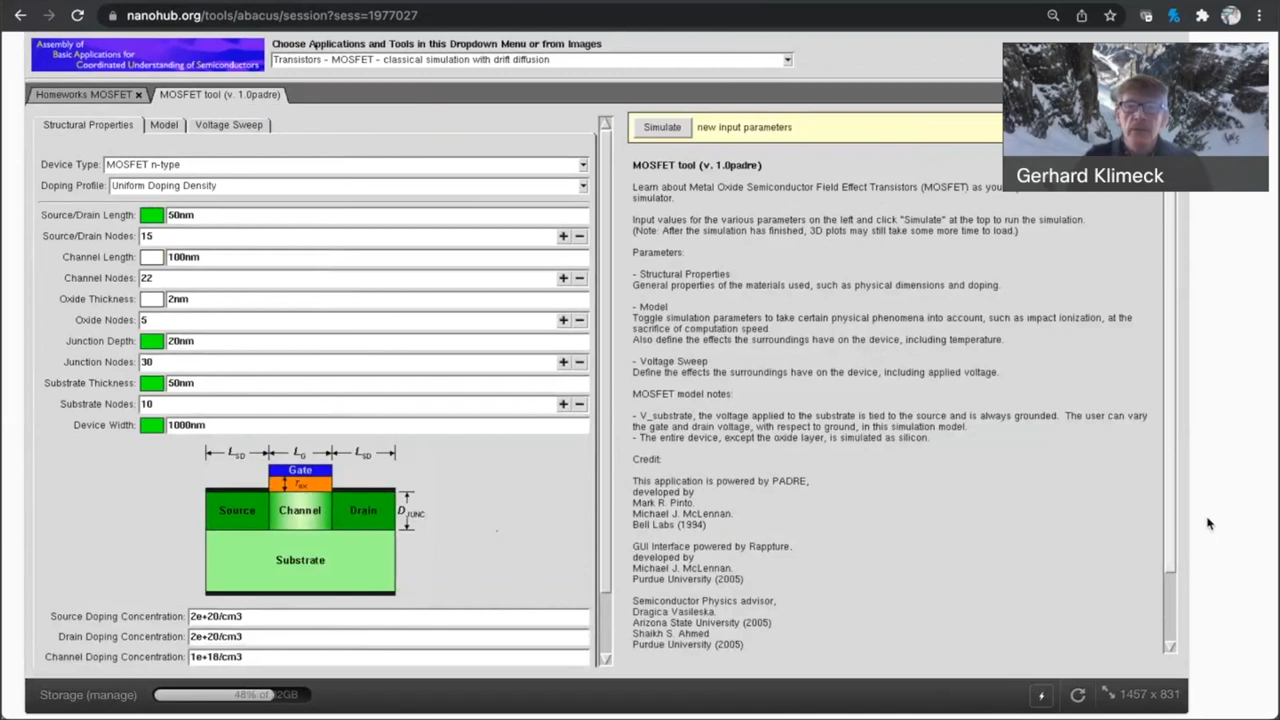 nanohub.org/tools/abacus/session?sess=1977027
Assembly of
Basic Applications for
Coordinated Understanding of Semiconductors
Choose Applications and Tools in this Dropdown Menu or from Images
Transistors - MOSFET - classical simulation with drift diffusion
Homeworks MOSFET × MOSFET tool (v. 1.0padre)
Structural Properties Model Voltage Sweep
Device Type: MOSFET n-type
Doping Profile: Uniform Doping Density
Source/Drain Length: 50nm
Source/Drain Nodes: 15 + −
Channel Length: 100nm
Channel Nodes: 22 + −
Oxide Thickness: 2nm
Oxide Nodes: 5 + −
Junction Depth: 20nm
Junction Nodes: 30 + −
Substrate Thickness: 50nm
Substrate Nodes: 10 + −
Device Width: 1000nm
LSD LG LSD
Gate
Tox
Source Channel Drain DJUNC
Substrate
Source Doping Concentration: 2e+20/cm3
Drain Doping Concentration: 2e+20/cm3
Channel Doping Concentration: 1e+18/cm3
Simulate new input parameters
MOSFET tool (v. 1.0padre)
Learn about Metal Oxide Semiconductor Field Effect Transistors (MOSFET) as you
simulator.
Input values for the various parameters on the left and click "Simulate" at the top to run the simulation.
(Note: After the simulation has finished, 3D plots may still take some more time to load.)
Parameters:
- Structural Properties
General properties of the materials used, such as physical dimensions and doping.
- Model
Toggle simulation parameters to take certain physical phenomena into account, such as impact ionization, at the
sacrifice of computation speed.
Also define the effects the surroundings have on the device, including temperature.
- Voltage Sweep
Define the effects the surroundings have on the device, including applied voltage.
MOSFET model notes:
- V_substrate, the voltage applied to the substrate is tied to the source and is always grounded. The user can vary
the gate and drain voltage, with respect to ground, in this simulation model.
- The entire device, except the oxide layer, is simulated as silicon.
Credit:
This application is powered by PADRE,
developed by
Mark R. Pinto.
Michael J. McLennan.
Bell Labs (1994)
GUI Interface powered by Rappture.
developed by
Michael J. McLennan.
Purdue University (2005)
Semiconductor Physics advisor,
Dragica Vasileska.
Arizona State University (2005)
Shaikh S. Ahmed
Purdue University (2005)
Gerhard Klimeck
Storage (manage) 48% of 12GB
1457 x 831